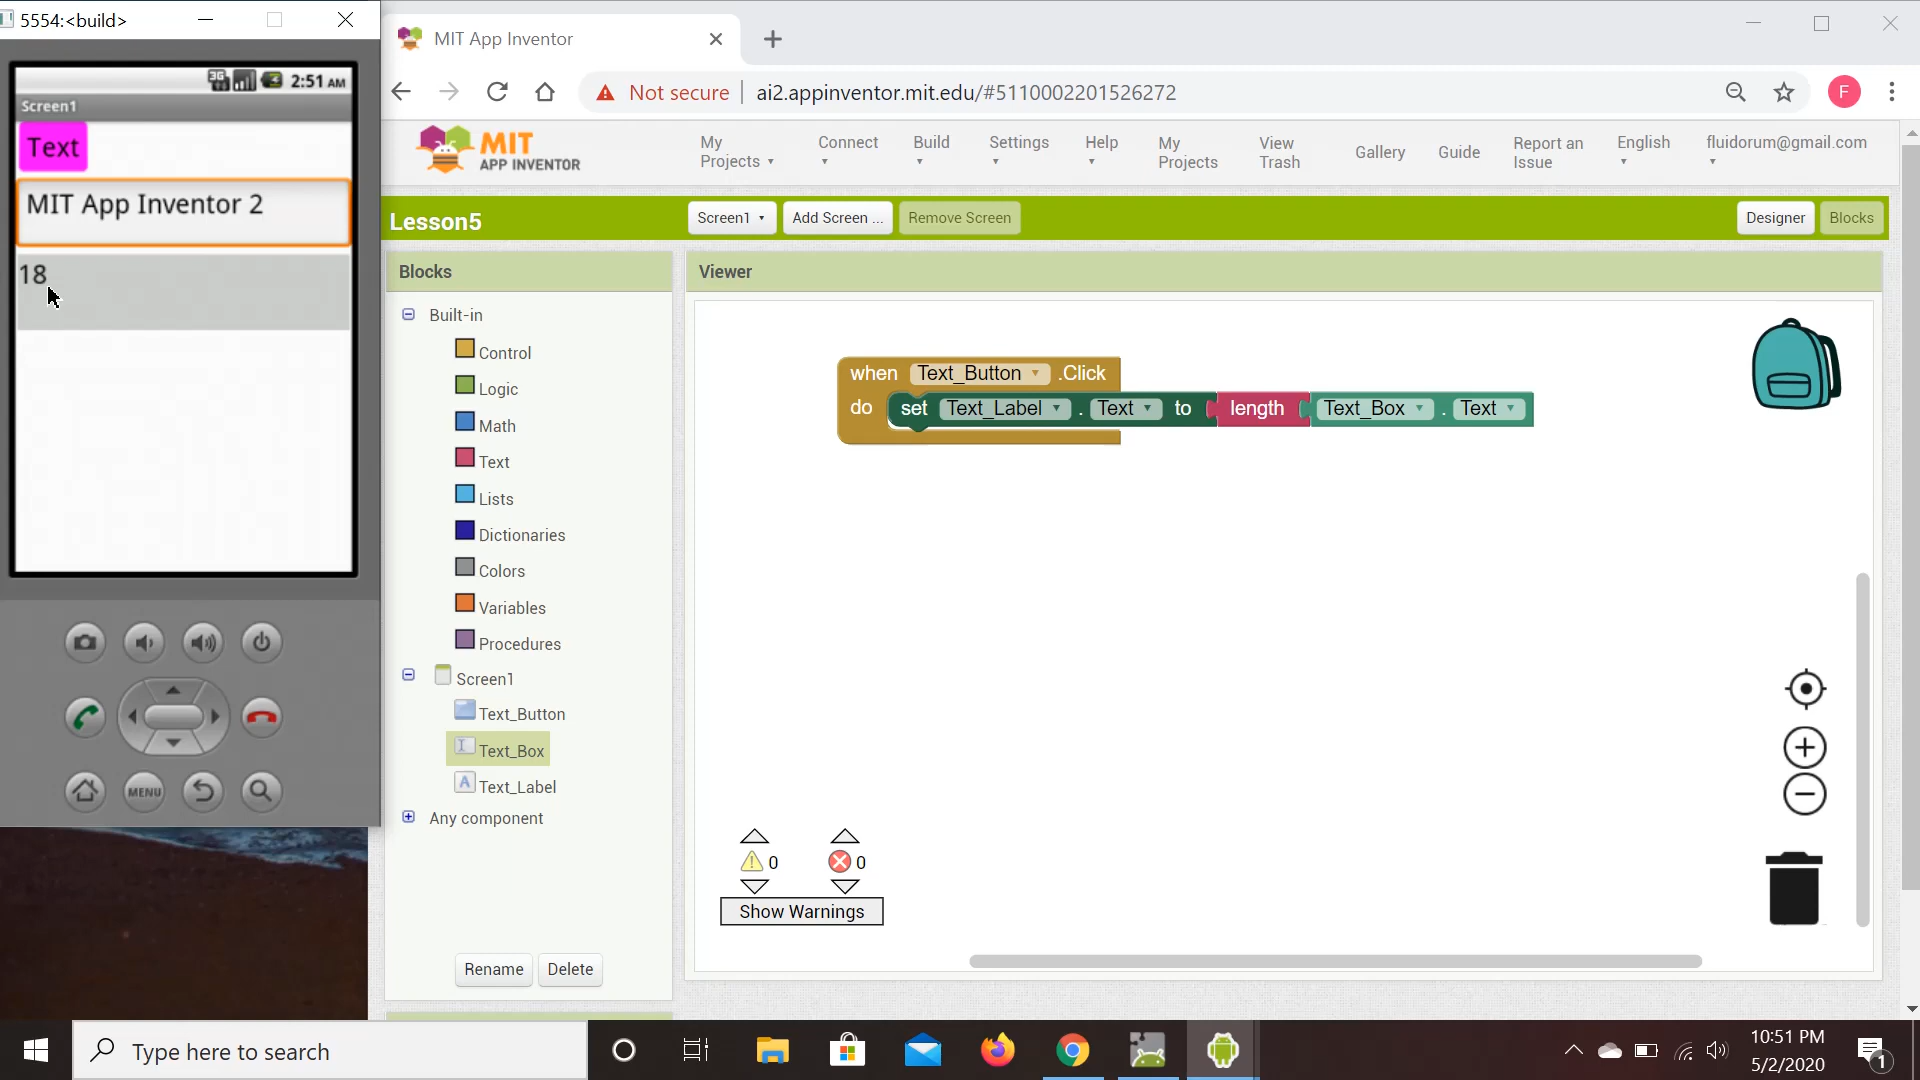 5554:<build>
3G 2:51 AM
Screen1
Text
MIT App Inventor 2
18
MENU
MIT App Inventor
Not secure ai2.appinventor.mit.edu/#5110002201526272
F
MIT
APP INVENTOR
My Projects
Connect
Build
Settings
Help
My Projects
View Trash
Gallery
Guide
Report an Issue
English
fluidorum@gmail.com
Lesson5
Screen1
Add Screen ...
Remove Screen
Designer
Blocks
Blocks
Built-in
Control
Logic
Math
Text
Lists
Dictionaries
Colors
Variables
Procedures
Screen1
Text_Button
Text_Box
Text_Label
Any component
Rename
Delete
Viewer
when Text_Button .Click
do set Text_Label . Text to length Text_Box . Text
0 0
Show Warnings
Type here to search
10:51 PM
5/2/2020
1